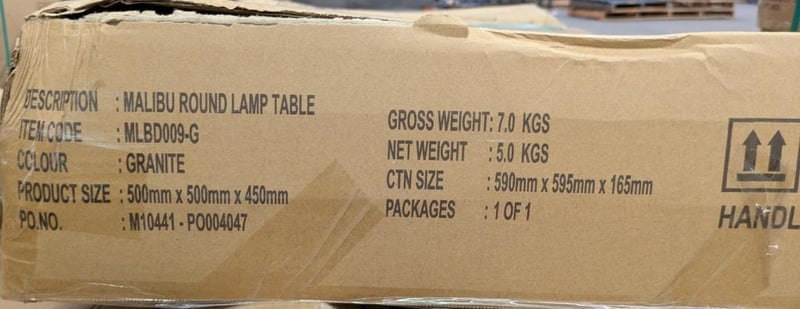 DESCRIPTION : MALIBU ROUND LAMP TABLE
ITEM CODE : MLBD009-G
COLOUR : GRANITE
PRODUCT SIZE : 500mm x 500mm x 450mm
PO.NO. : M10441 - PO004047
GROSS WEIGHT: 7.0 KGS
NET WEIGHT : 5.0 KGS
CTN SIZE : 590mm x 595mm x 165mm
PACKAGES : 1 OF 1
HANDL